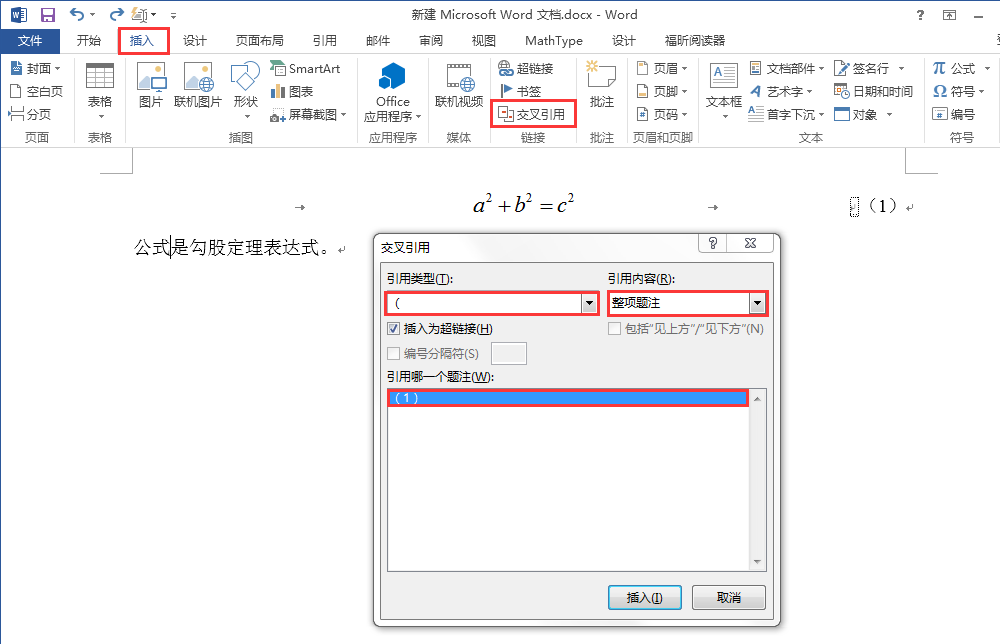 新建 Microsoft Word 文档.docx - Word
文件 开始 插入 设计 页面布局 引用 邮件 审阅 视图 MathType 设计 福昕阅读器
封面
空白页
分页
页面
表格
表格
图片
联机图片
形状
SmartArt
图表
屏幕截图
插图
Office
应用程序
应用程序
联机视频
媒体
超链接
书签
交叉引用
链接
批注
批注
页眉
页脚
页码
页眉和页脚
文本框
文档部件
艺术字
首字下沉
签名行
日期和时间
对象
文本
π 公式
Ω 符号
编号
符号
a² + b² = c² （1）
公式是勾股定理表达式。
交叉引用
引用类型(T):
（
引用内容(R):
整项题注
插入为超链接(H)
包括“见上方”/“见下方”(N)
编号分隔符(S)
引用哪一个题注(W):
（1）
插入(I)
取消